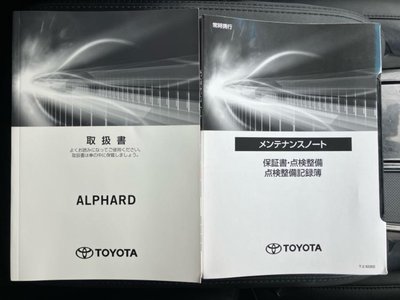 取扱書
よくお読みになってご使用ください。
取扱書は車の中に保管しましょう。
ALPHARD
TOYOTA
常時携行
メンテナンスノート
保証書・点検整備
点検整備記録簿
TOYOTA